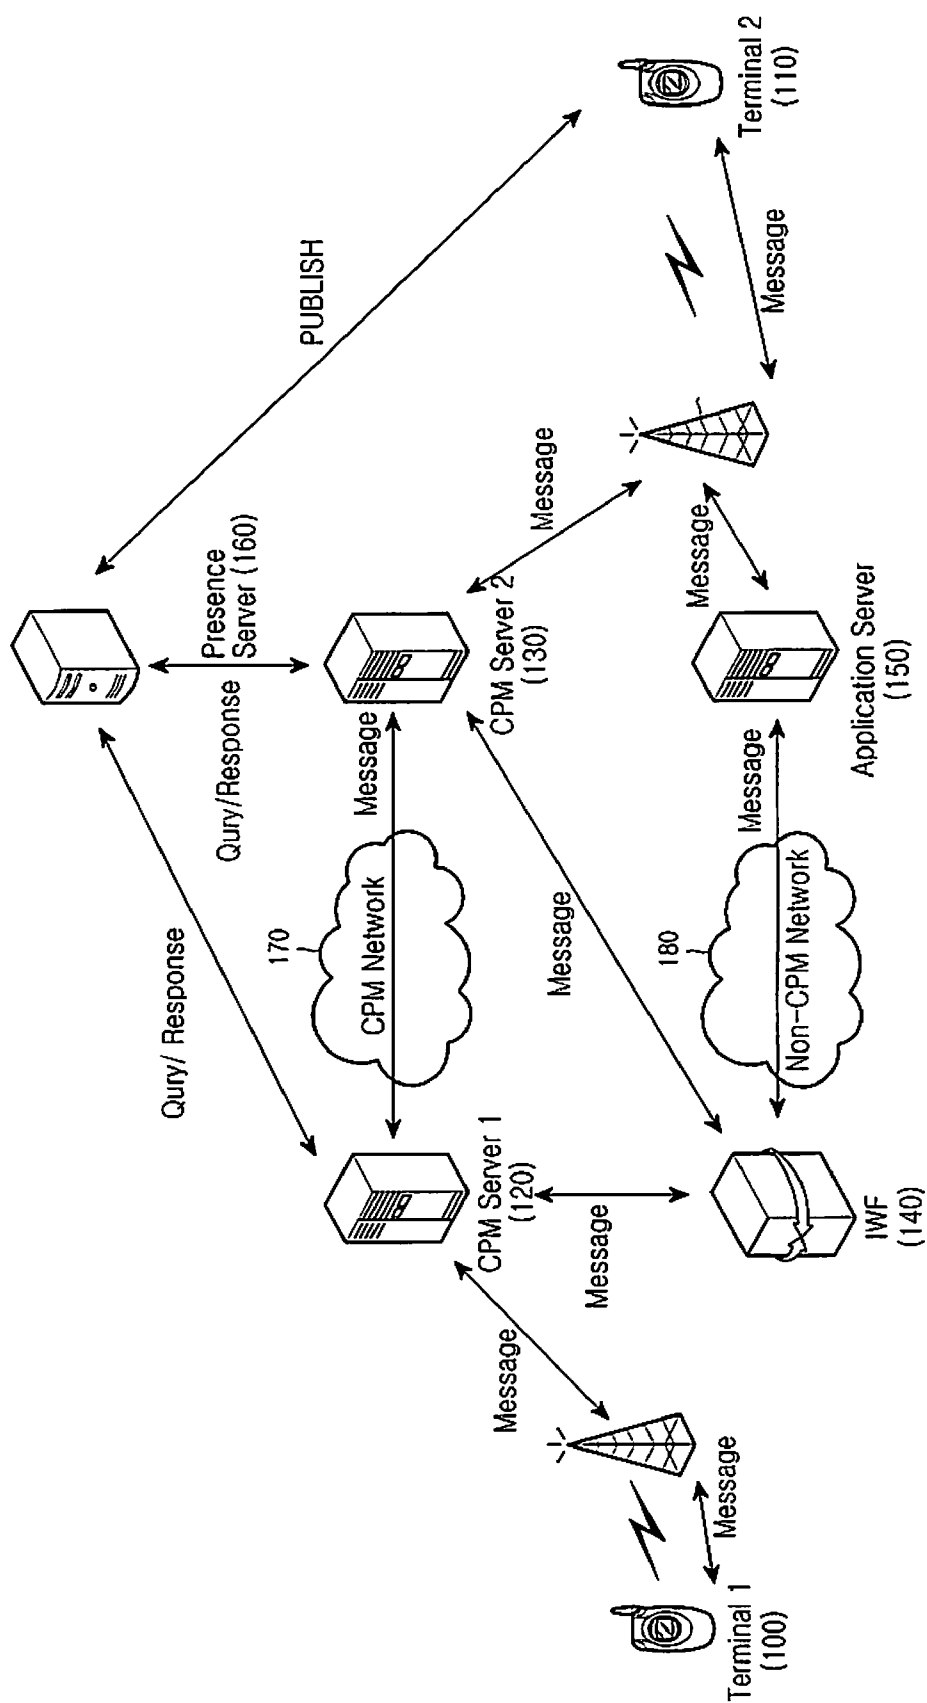 Presence
Server (160)
Qury/ Response
Qury/Response
PUBLISH
170
CPM Network
Message
CPM Server 1
(120)
CPM Server 2
(130)
Message
Message
Message
Message
Terminal 1
(100)
Message
Message
Terminal 2
(110)
180
Non-CPM Network
Message
Message
IWF
(140)
Application Server
(150)